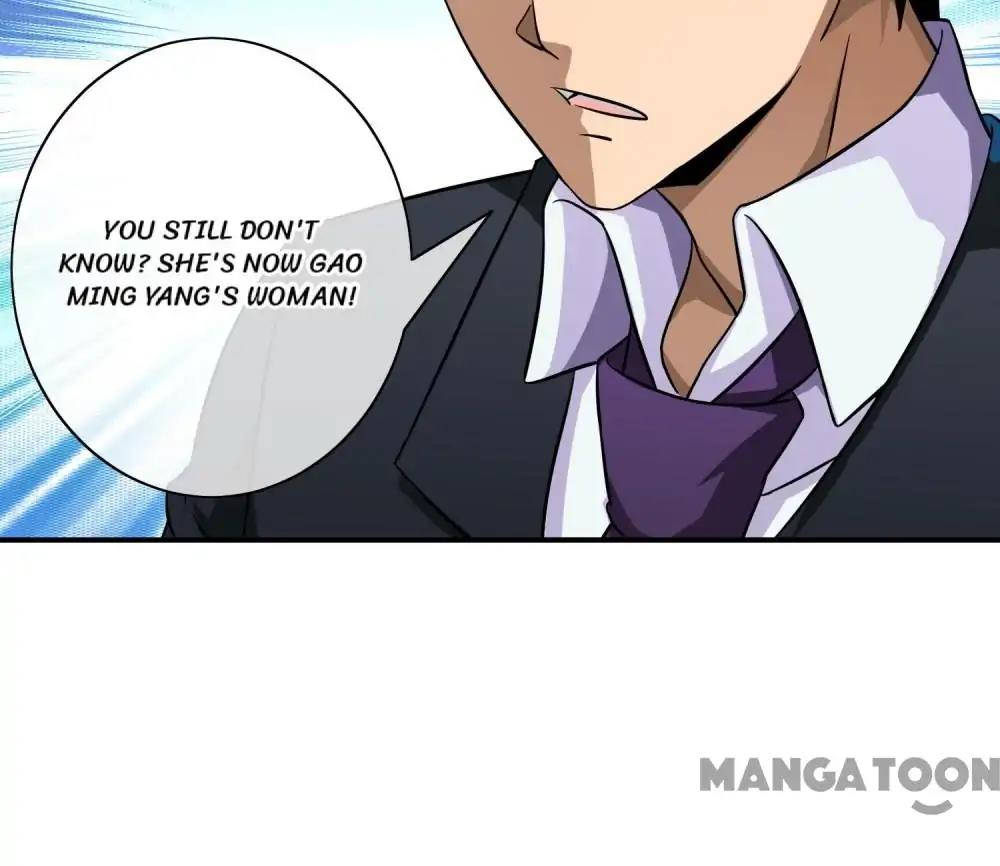 YOU STILL DON'T
KNOW? SHE'S NOW GAO
MING YANG'S WOMAN!
MANGATOON